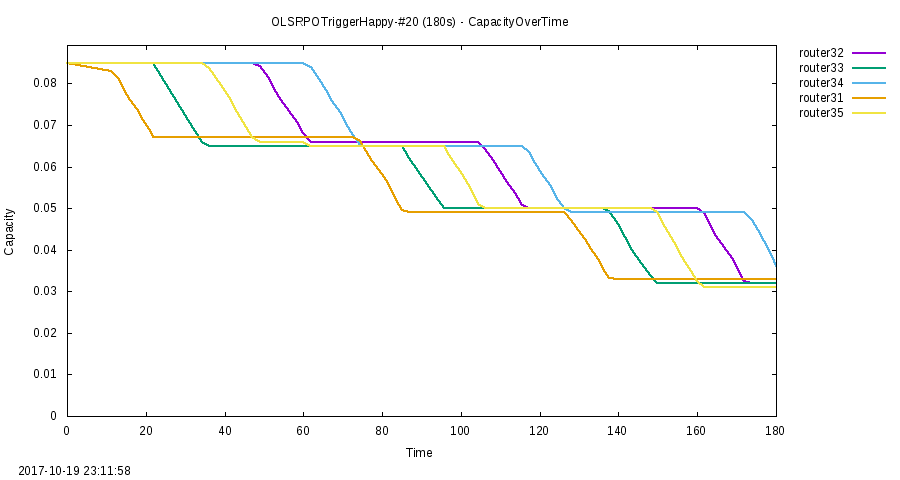 OLSRPOTriggerHappy-#20 (180s) - CapacityOverTime
router32
router33
router34
router31
router35
0.08
0.07
0.06
0.05
0.04
0.03
0.02
0.01
0
Capacity
0 20 40 60 80 100 120 140 160 180
Time
2017-10-19 23:11:58